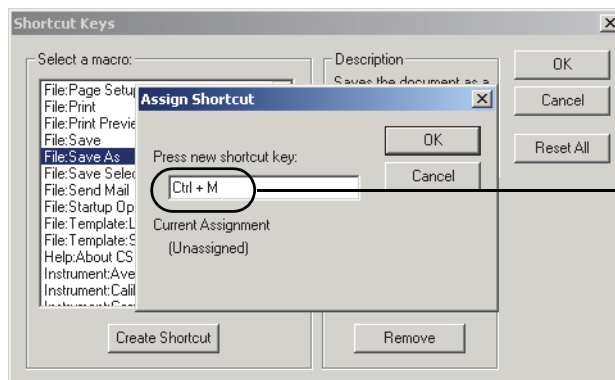 Shortcut Keys
Select a macro:
File:Page Setup
File:Print
File:Print Preview
File:Save
File:Save As
File:Save Selec
File:Send Mail
File:Startup Op
File:Template:L
File:Template:S
Help:About CS
Instrument:Ave
Instrument:Cali
Create Shortcut
Description
Saves the document as a
Remove
OK
Cancel
Reset All
Assign Shortcut
Press new shortcut key:
Ctrl + M
Current Assignment
(Unassigned)
OK
Cancel